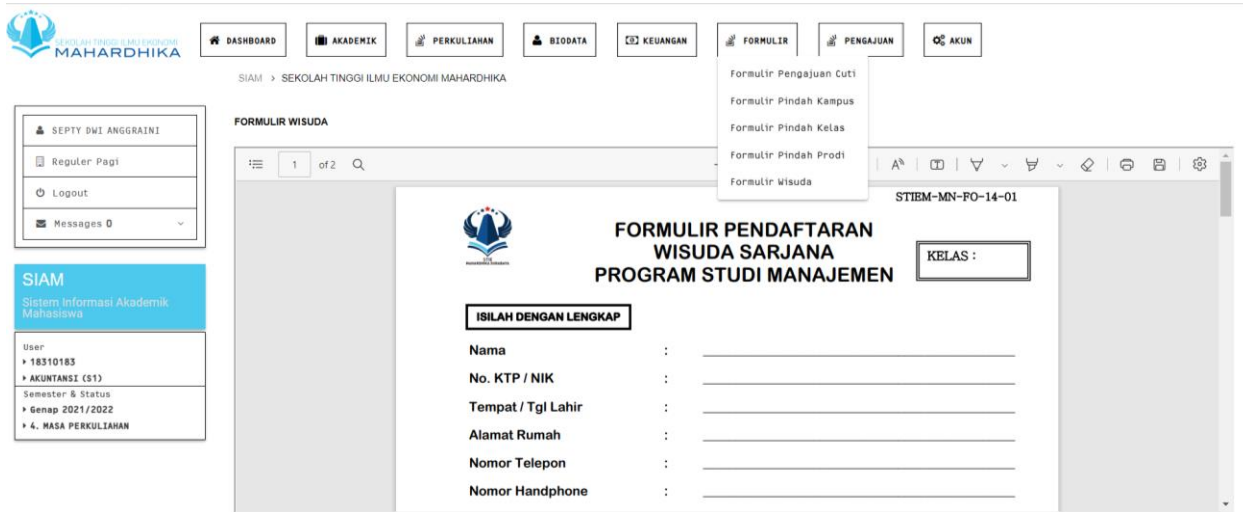 SEKOLAH TINGGI ILMU EKONOMI
MAHARDHIKA
DASHBOARD
AKADEMIK
PERKULIAHAN
BIODATA
KEUANGAN
FORMULIR
PENGAJUAN
AKUN
SIAM > SEKOLAH TINGGI ILMU EKONOMI MAHARDHIKA
Formulir Pengajuan Cuti
Formulir Pindah Kampus
Formulir Pindah Kelas
Formulir Pindah Prodi
Formulir Wisuda
SEPTY DWI ANGGRAINI
Reguler Pagi
Logout
Messages 0
SIAM
Sistem Informasi Akademik
Mahasiswa
User
18310183
AKUNTANSI (S1)
Semester & Status
Genap 2021/2022
4. MASA PERKULIAHAN
FORMULIR WISUDA
1 of 2
STIEM-MN-FO-14-01
FORMULIR PENDAFTARAN
WISUDA SARJANA
PROGRAM STUDI MANAJEMEN
KELAS :
ISILAH DENGAN LENGKAP
Nama :
No. KTP / NIK :
Tempat / Tgl Lahir :
Alamat Rumah :
Nomor Telepon :
Nomor Handphone :